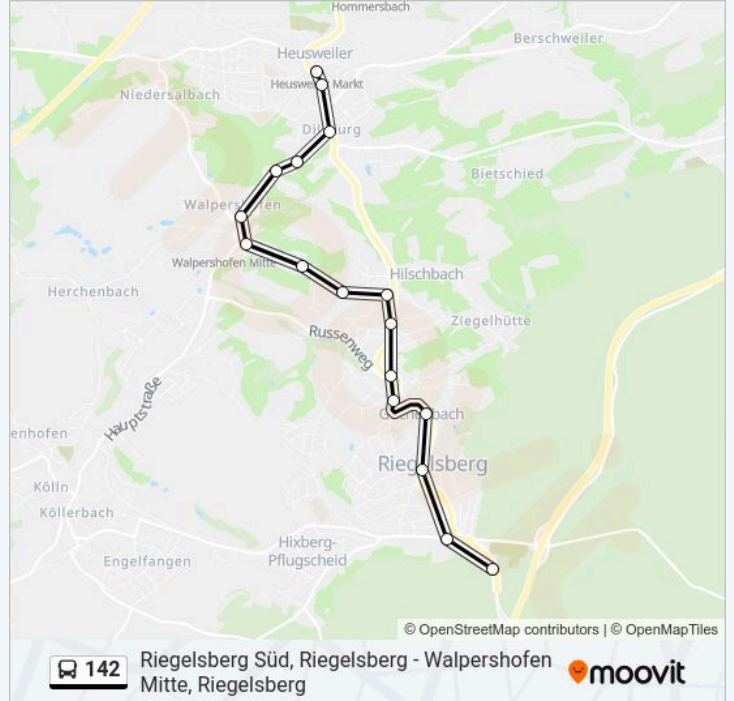 Hommersbach
Berschweiler
Heusweiler
Heusweiler Markt
Niedersalbach
Dilsburg
Bietschied
Walpershofen
Walpershofen Mitte
Hilschbach
Herchenbach
Ziegelhütte
Russenweg
Hauptstraße
Güchenbach
enhofen
Riegelsberg
Kölln
Köllerbach
Hixberg-
Pflugscheid
Engelfangen
© OpenStreetMap contributors | © OpenMapTiles
142
Riegelsberg Süd, Riegelsberg - Walpershofen
Mitte, Riegelsberg
moovit